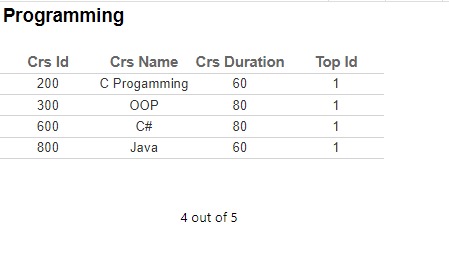 Programming
Crs Id Crs Name Crs Duration Top Id
200 C Progamming 60 1
300 OOP 80 1
600 C# 80 1
800 Java 60 1
4 out of 5